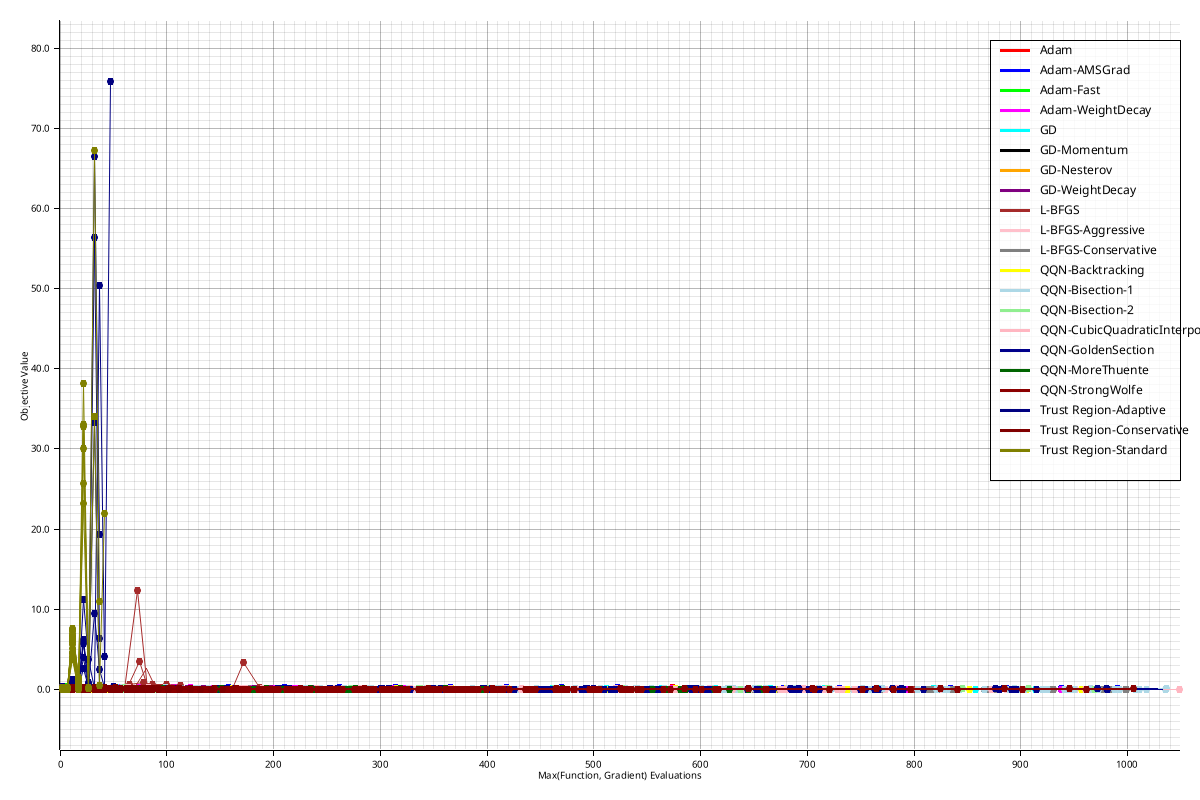 80.0
70.0
60.0
50.0
40.0
30.0
20.0
10.0
0.0
Objective Value
0 100 200 300 400 500 600 700 800 900 1000
Max(Function, Gradient) Evaluations
Adam
Adam-AMSGrad
Adam-Fast
Adam-WeightDecay
GD
GD-Momentum
GD-Nesterov
GD-WeightDecay
L-BFGS
L-BFGS-Aggressive
L-BFGS-Conservative
QQN-Backtracking
QQN-Bisection-1
QQN-Bisection-2
QQN-CubicQuadraticInterpo
QQN-GoldenSection
QQN-MoreThuente
QQN-StrongWolfe
Trust Region-Adaptive
Trust Region-Conservative
Trust Region-Standard